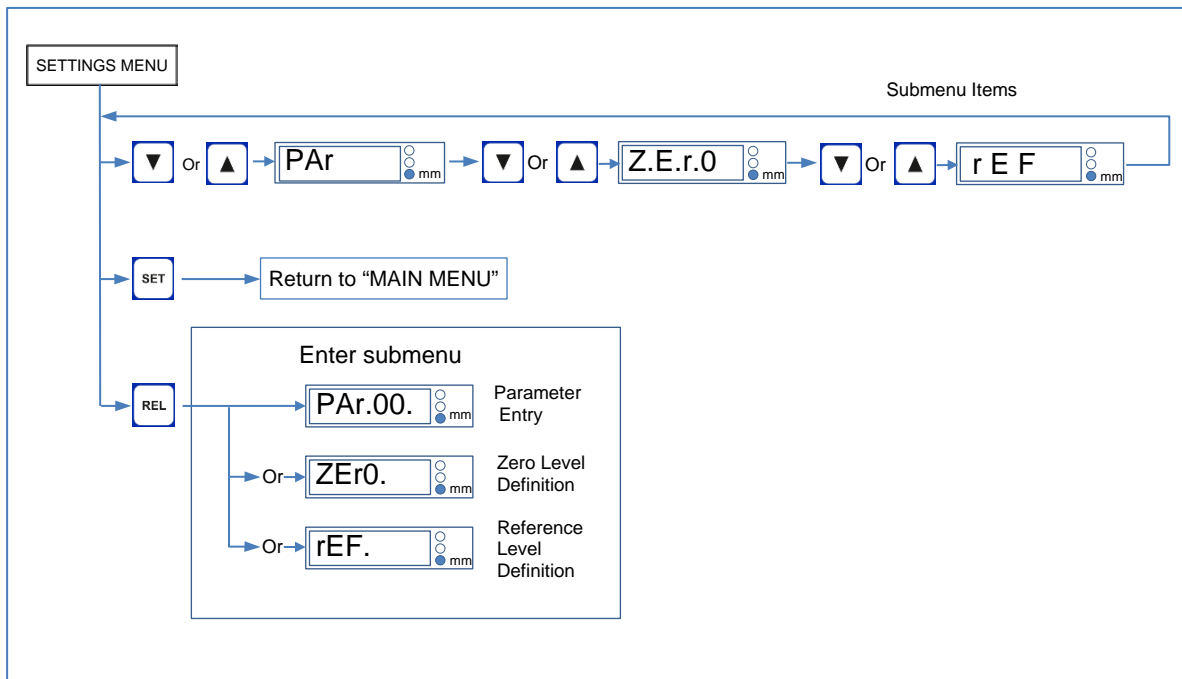 SETTINGS MENU
Submenu Items
▼ Or ▲ PAr mm ▼ Or ▲ Z.E.r.0 mm ▼ Or ▲ r E F mm
SET Return to “MAIN MENU”
Enter submenu
REL PAr.00. mm Parameter
Entry
Or ZEr0. mm Zero Level
Definition
Or rEF. mm Reference
Level
Definition